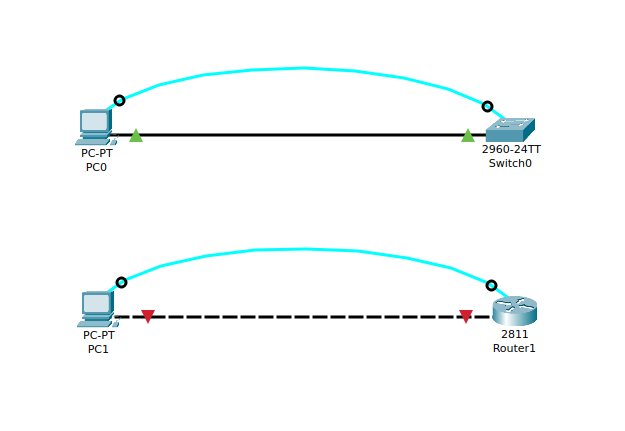 PC-PT
PC0
2960-24TT
Switch0
PC-PT
PC1
2811
Router1